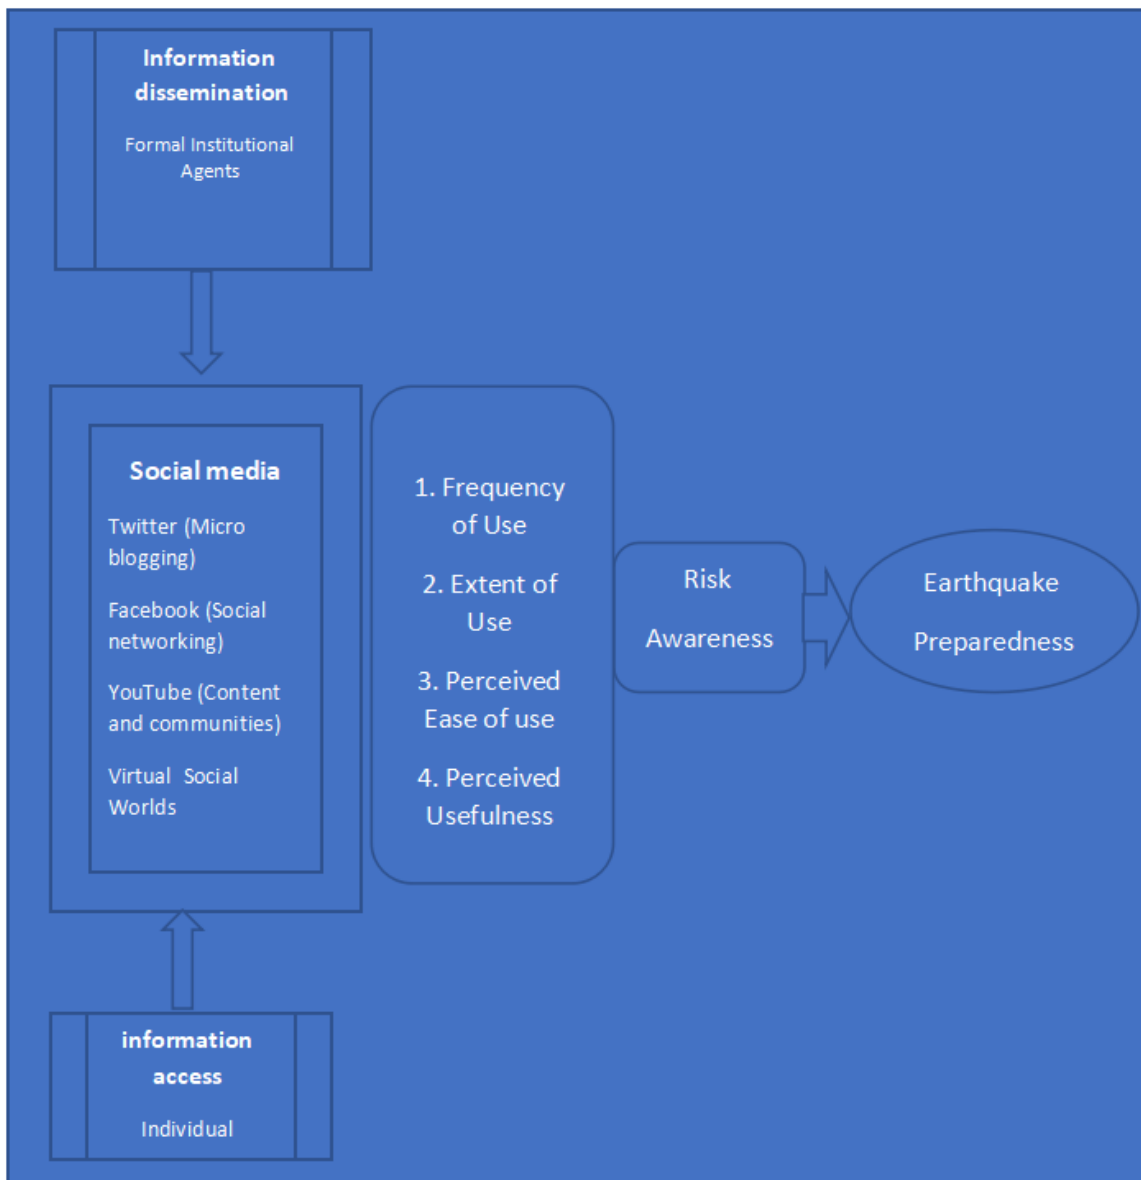 Information
dissemination
Formal Institutional
Agents
Social media
Twitter (Micro
blogging)
Facebook (Social
networking)
YouTube (Content
and communities)
Virtual Social
Worlds
1. Frequency
of Use
2. Extent of
Use
3. Perceived
Ease of use
4. Perceived
Usefulness
Risk
Awareness
Earthquake
Preparedness
information
access
Individual